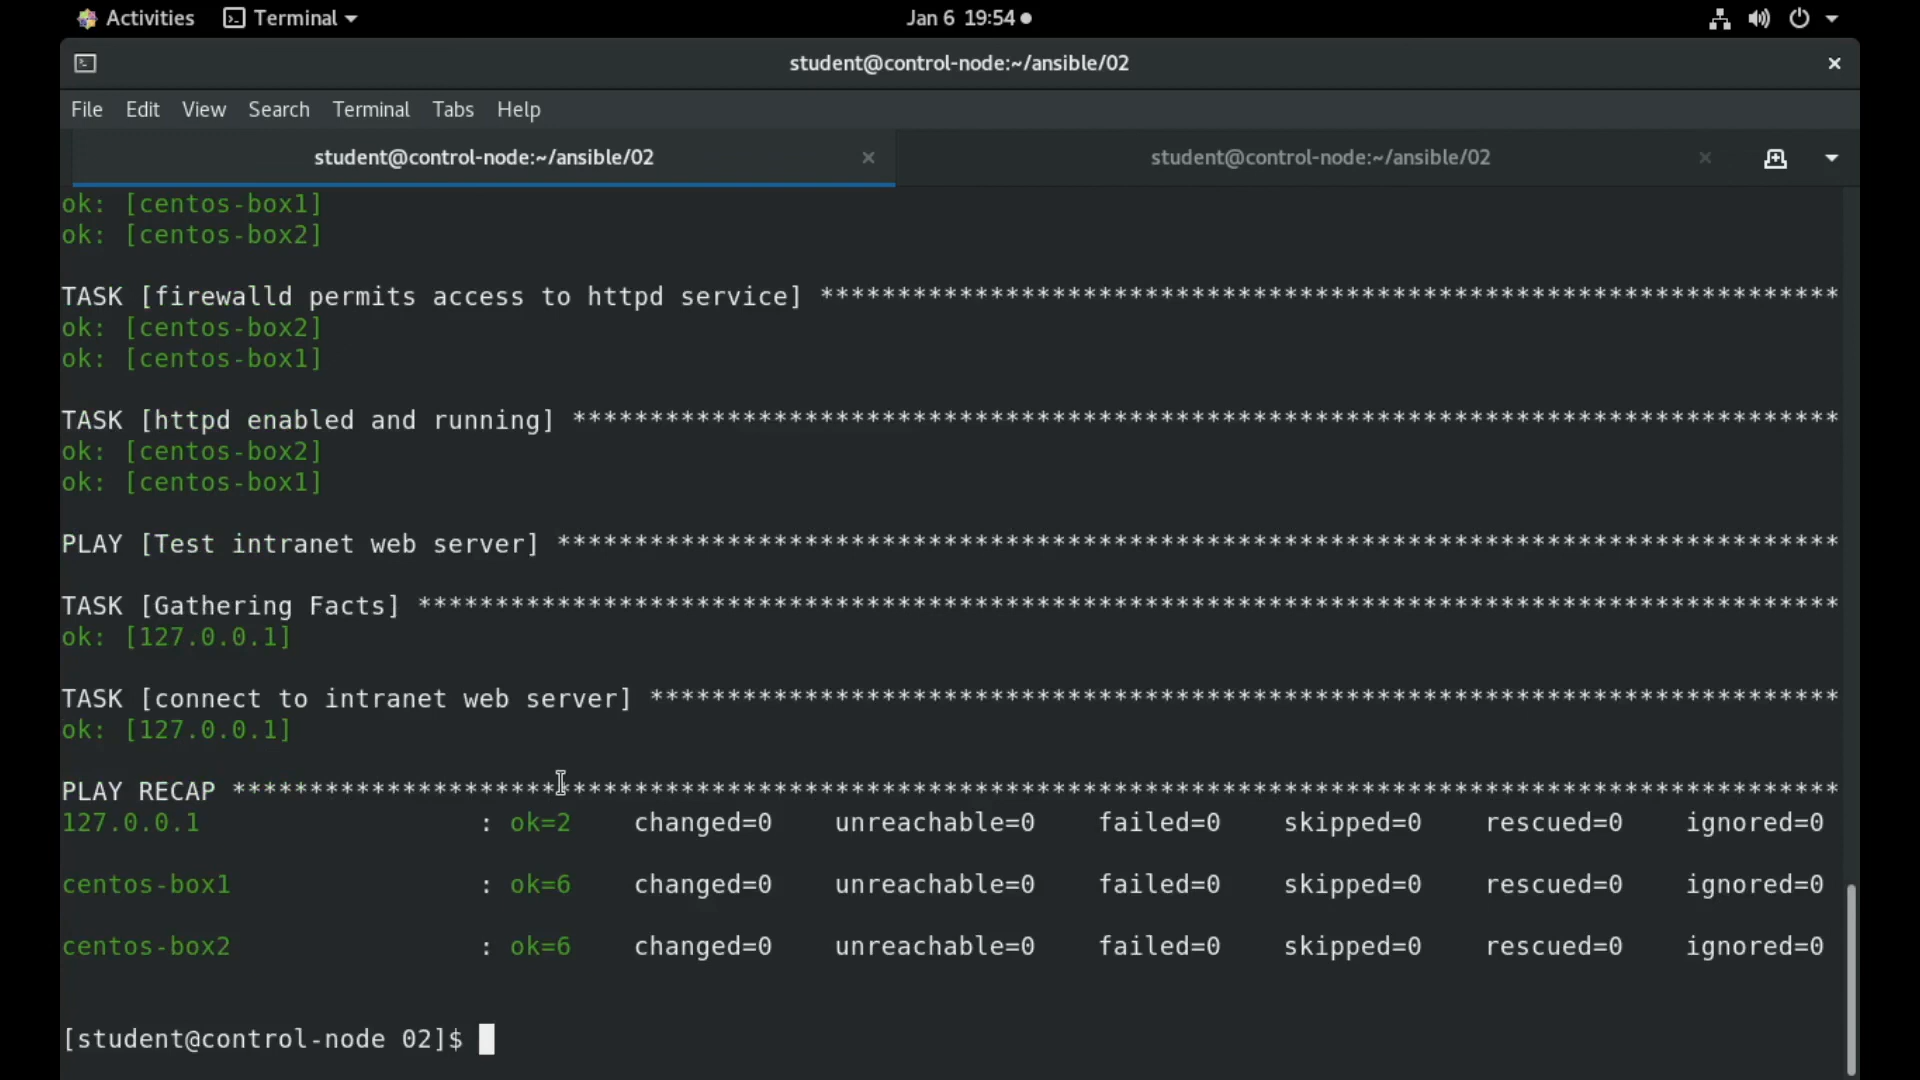 Activities Terminal Jan 6 19:54
student@control-node:~/ansible/02
File Edit View Search Terminal Tabs Help
student@control-node:~/ansible/02 student@control-node:~/ansible/02
ok: [centos-box1]
ok: [centos-box2]
TASK [firewalld permits access to httpd service] ******************************************************************
ok: [centos-box2]
ok: [centos-box1]
TASK [httpd enabled and running] **********************************************************************************
ok: [centos-box2]
ok: [centos-box1]
PLAY [Test intranet web server] ***********************************************************************************
TASK [Gathering Facts] ********************************************************************************************
ok: [127.0.0.1]
TASK [connect to intranet web server] *****************************************************************************
ok: [127.0.0.1]
PLAY RECAP ********************************************************************************************************
127.0.0.1 : ok=2 changed=0 unreachable=0 failed=0 skipped=0 rescued=0 ignored=0
centos-box1 : ok=6 changed=0 unreachable=0 failed=0 skipped=0 rescued=0 ignored=0
centos-box2 : ok=6 changed=0 unreachable=0 failed=0 skipped=0 rescued=0 ignored=0
[student@control-node 02]$